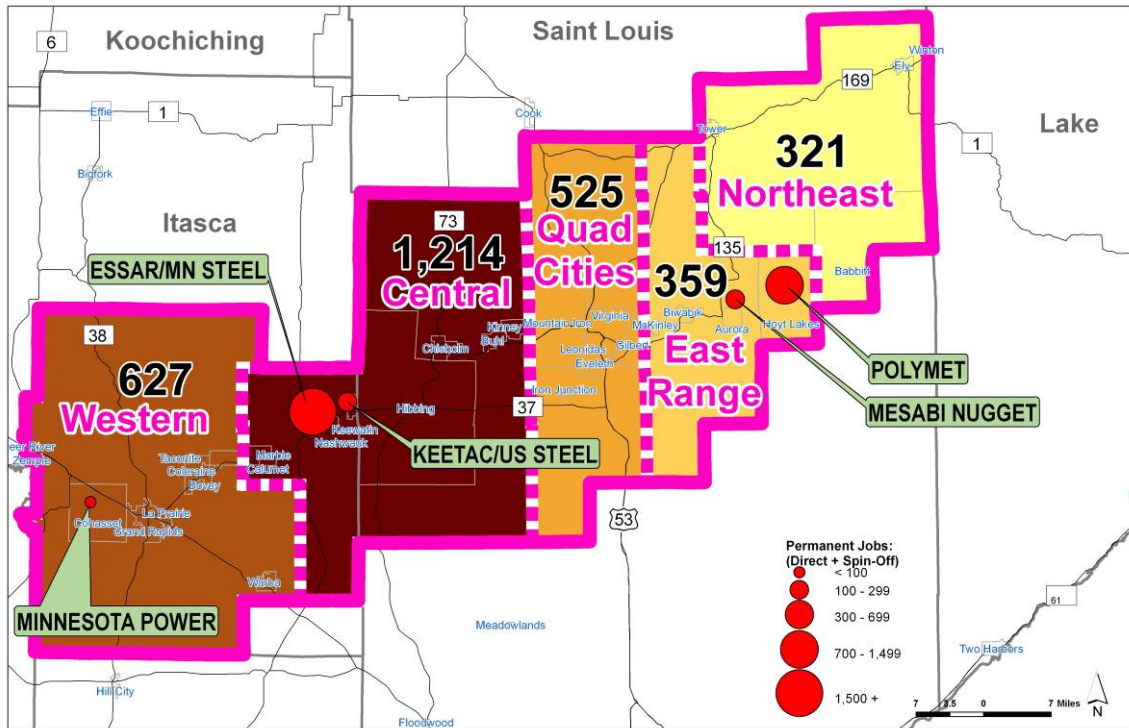 6
Koochiching
Saint Louis
Winton
Ely
169
Effie
1
Cook
Tower
Lake
1
Bigfork
321
Northeast
525
Quad
Cities
Itasca
73
135
ESSAR/MN STEEL
1,214
Central
359
Babbitt
Biwabik
Virginia
McKinley
Kinney
Mountain Iron
Buhl
Aurora
Hoyt Lakes
Gilbert
38
Chisholm
Leonidas
Eveleth
East
Range
POLYMET
627
Western
Iron Junction
MESABI NUGGET
37
Hibbing
Keewatin
Nashwauk
KEETAC/US STEEL
eer River
Zemple
Taconite
Coleraine
Bovey
Marble
Calumet
La Prairie
Cohasset
Grand Rapids
53
Permanent Jobs:
(Direct + Spin-Off)
< 100
100 - 299
300 - 699
700 - 1,499
1,500 +
Warba
61
MINNESOTA POWER
Meadowlands
Two Harbors
Hill City
Floodwood
7 3.5 0 7 Miles
N